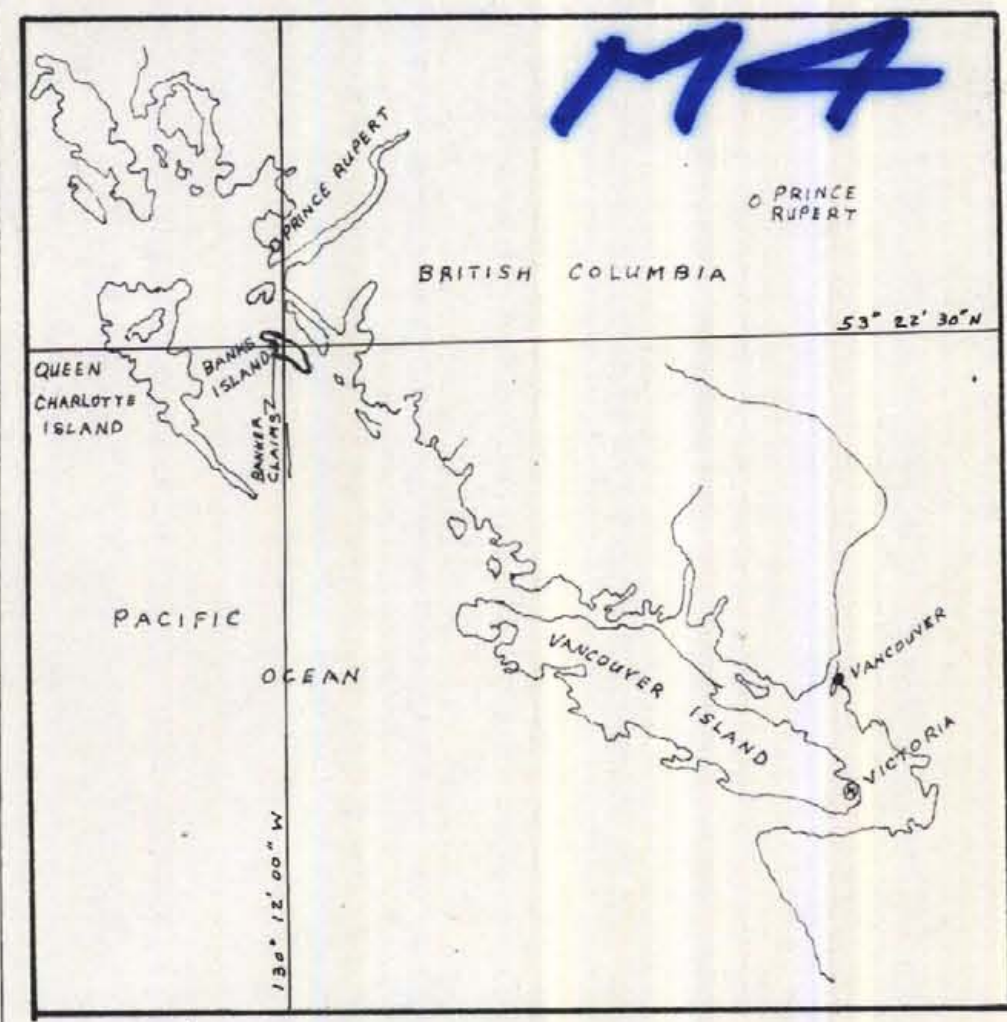 M4
PRINCE RUPERT
O PRINCE
RUPERT
BRITISH COLUMBIA
53° 22' 30" N
QUEEN
CHARLOTTE
ISLAND
BANKS
ISLAND
BANKER
CLAIMS
PACIFIC
OCEAN
VANCOUVER ISLAND
VANCOUVER
VICTORIA
130° 12' 00" W